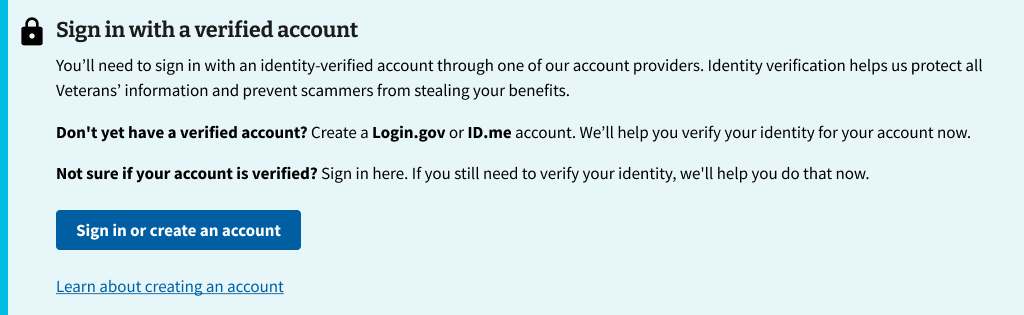 Sign in with a verified account
You’ll need to sign in with an identity-verified account through one of our account providers. Identity verification helps us protect all
Veterans’ information and prevent scammers from stealing your benefits.
Don't yet have a verified account? Create a Login.gov or ID.me account. We’ll help you verify your identity for your account now.
Not sure if your account is verified? Sign in here. If you still need to verify your identity, we'll help you do that now.
Sign in or create an account
Learn about creating an account